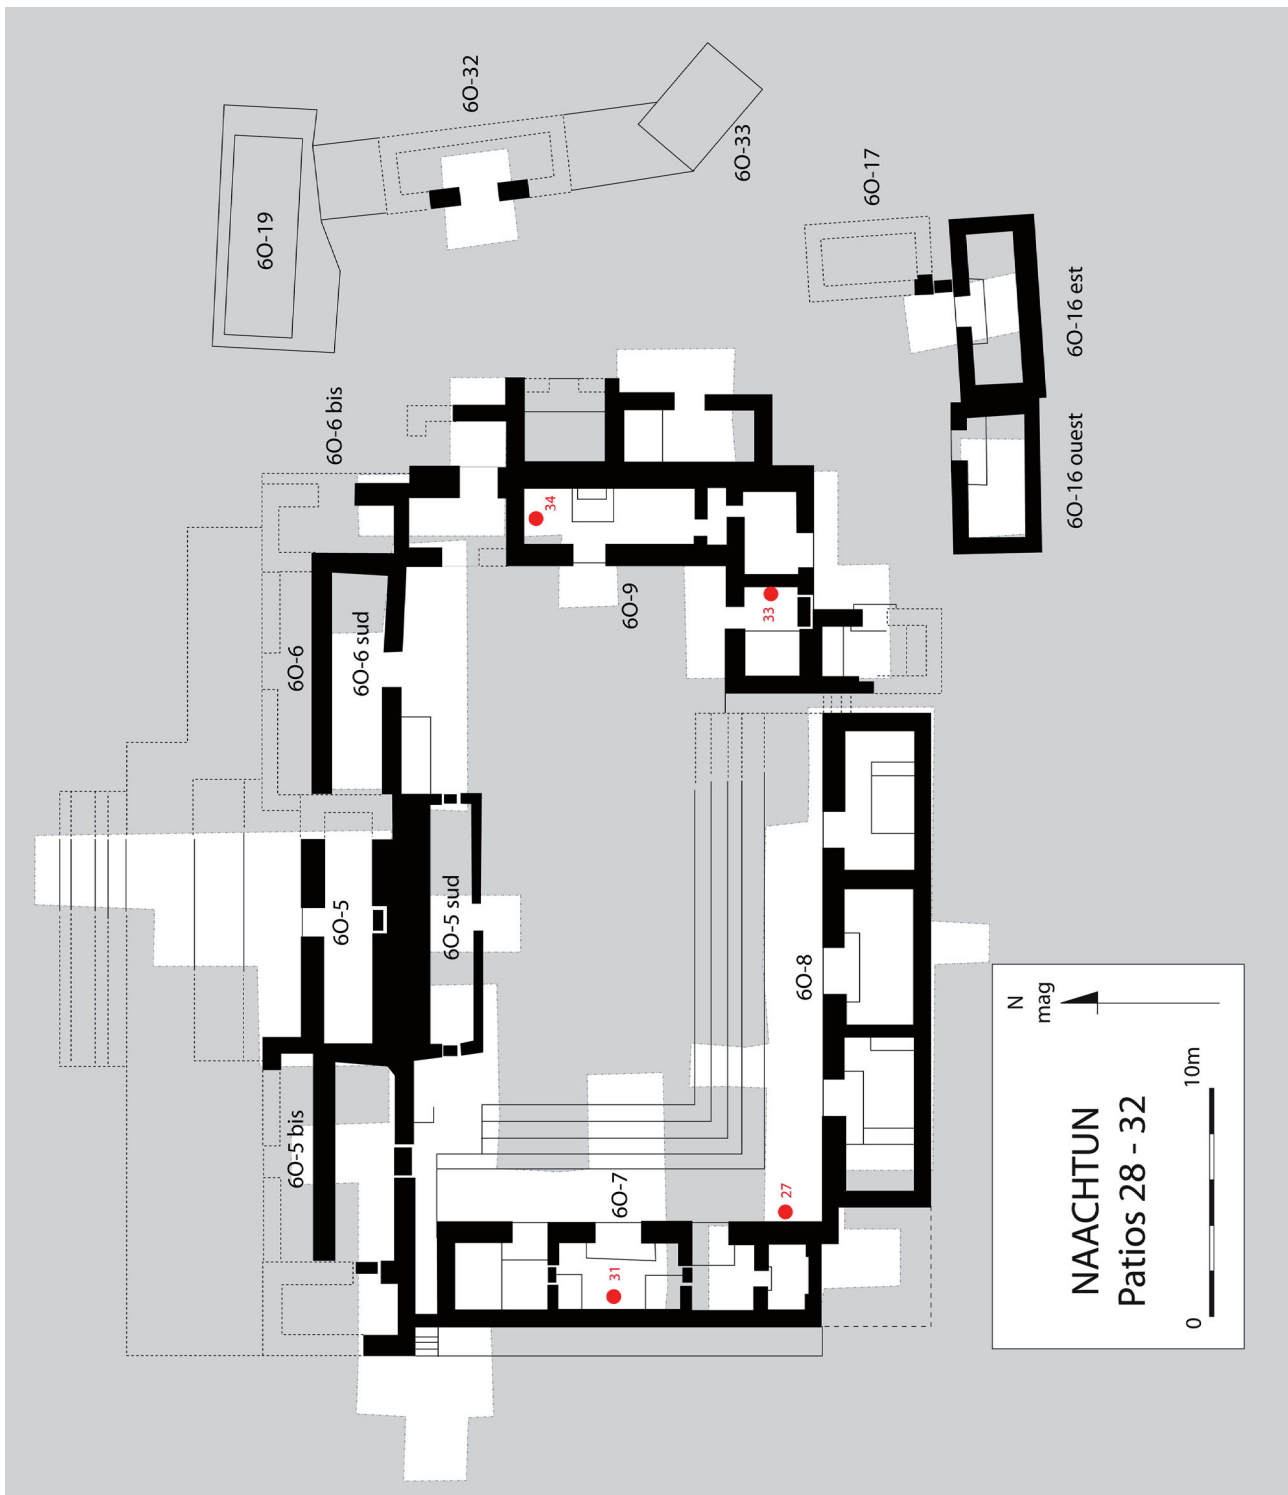 6O-32
6O-19
6O-33
6O-17
6O-16 est
6O-16 ouest
6O-6 bis
34
6O-6
6O-6 sud
6O-9
33
6O-5
6O-5 sud
6O-8
6O-5 bis
6O-7
27
31
N
mag
NAACHTUN
Patios 28 - 32
0
10m